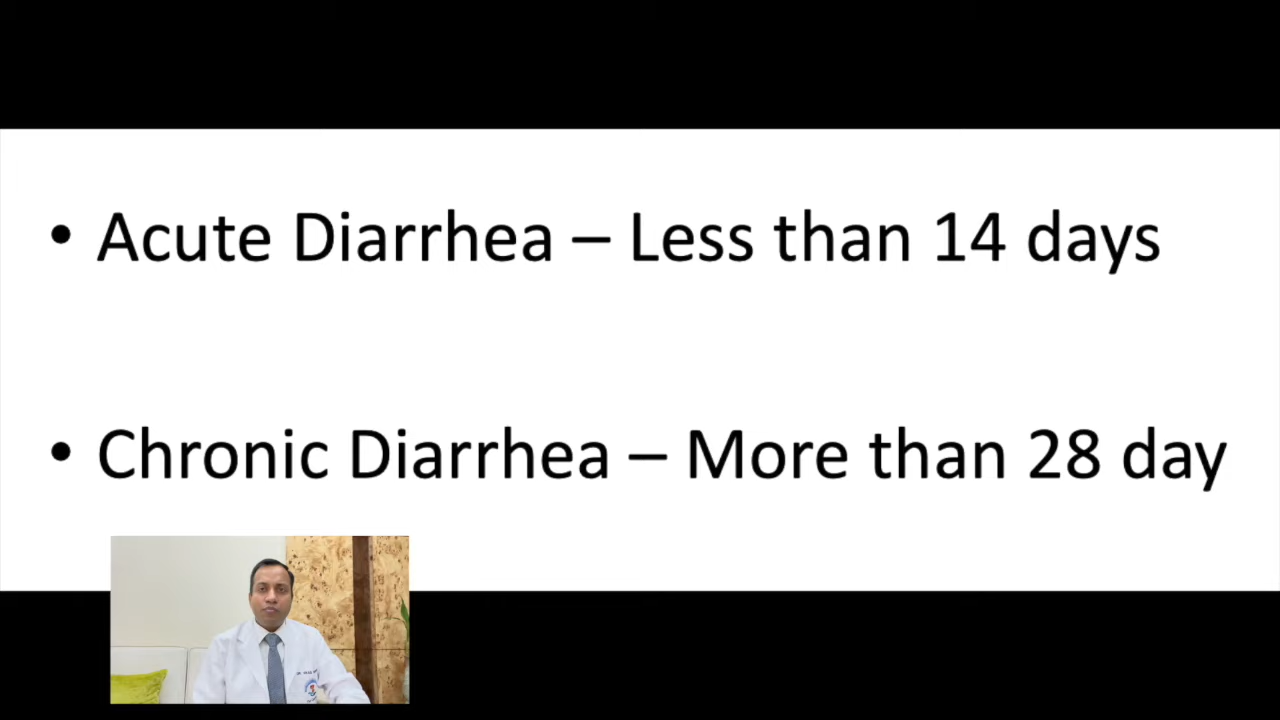 • Acute Diarrhea – Less than 14 days
• Chronic Diarrhea – More than 28 day